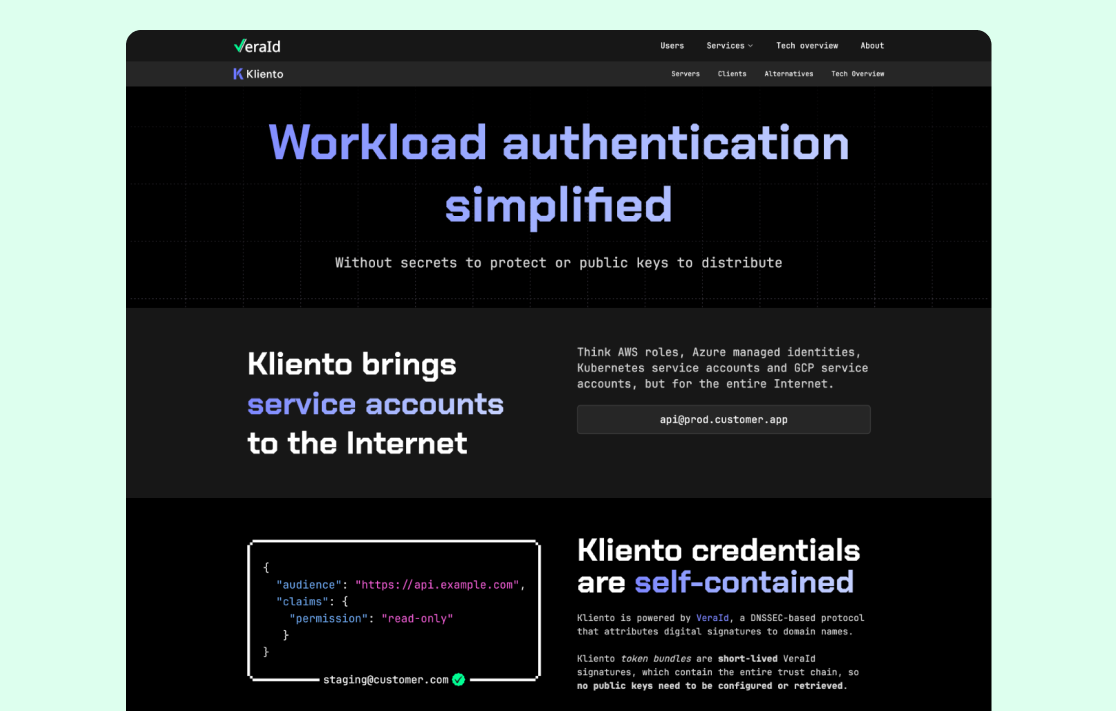 VeraId
Users Services Tech overview About
Kliento
Servers Clients Alternatives Tech Overview
Workload authentication
simplified
Without secrets to protect or public keys to distribute
Kliento brings
service accounts
to the Internet
Think AWS roles, Azure managed identities,
Kubernetes service accounts and GCP service
accounts, but for the entire Internet.
api@prod.customer.app
{
"audience": "https://api.example.com",
"claims": {
"permission": "read-only"
}
}
staging@customer.com
Kliento credentials
are self-contained
Kliento is powered by VeraId, a DNSSEC-based protocol
that attributes digital signatures to domain names.
Kliento token bundles are short-lived VeraId
signatures, which contain the entire trust chain, so
no public keys need to be configured or retrieved.